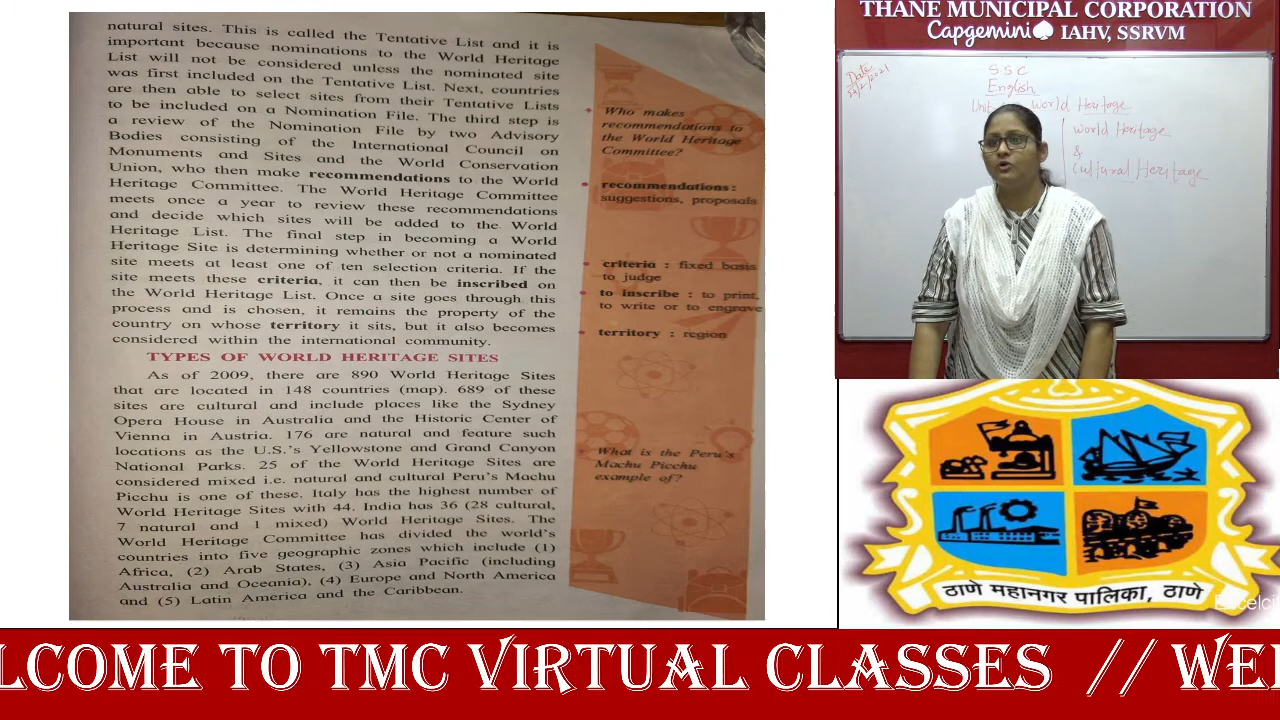 natural sites. This is called the Tentative List and it is
important because nominations to the World Heritage
List will not be considered unless the nominated site
was first included on the Tentative List. Next, countries
are then able to select sites from their Tentative Lists
to be included on a Nomination File. The third step is
a review of the Nomination File by two Advisory
Bodies consisting of the International Council on
Monuments and Sites and the World Conservation
Union, who then make recommendations to the World
Heritage Committee. The World Heritage Committee
meets once a year to review these recommendations
and decide which sites will be added to the World
Heritage List. The final step in becoming a World
Heritage Site is determining whether or not a nominated
site meets at least one of ten selection criteria. If the
site meets these criteria, it can then be inscribed on
the World Heritage List. Once a site goes through this
process and is chosen, it remains the property of the
country on whose territory it sits, but it also becomes
considered within the international community.
TYPES OF WORLD HERITAGE SITES
As of 2009, there are 890 World Heritage Sites
that are located in 148 countries (map). 689 of these
sites are cultural and include places like the Sydney
Opera House in Australia and the Historic Center of
Vienna in Austria. 176 are natural and feature such
locations as the U.S.'s Yellowstone and Grand Canyon
National Parks. 25 of the World Heritage Sites are
considered mixed i.e. natural and cultural Peru's Machu
Picchu is one of these. Italy has the highest number of
World Heritage Sites with 44. India has 36 (28 cultural,
7 natural and 1 mixed) World Heritage Sites. The
World Heritage Committee has divided the world's
countries into five geographic zones which include (1)
Africa, (2) Arab States, (3) Asia Pacific (including
Australia and Oceania), (4) Europe and North America
and (5) Latin America and the Caribbean.
Who makes
recommendations to
the World Heritage
Committee?
recommendations :
suggestions, proposals
criteria : fixed basis
to judge
to inscribe : to print,
to write or to engrave
territory : region
What is the Peru's
Machu Picchu
example of?
THANE MUNICIPAL CORPORATION
Capgemini IAHV, SSRVM
Date
SSC
English
Unit World Heritage
World Heritage
&
Cultural Heritage
ठाणे महानगर पालिका, ठाणे
LCOME TO TMC VIRTUAL CLASSES // WEL